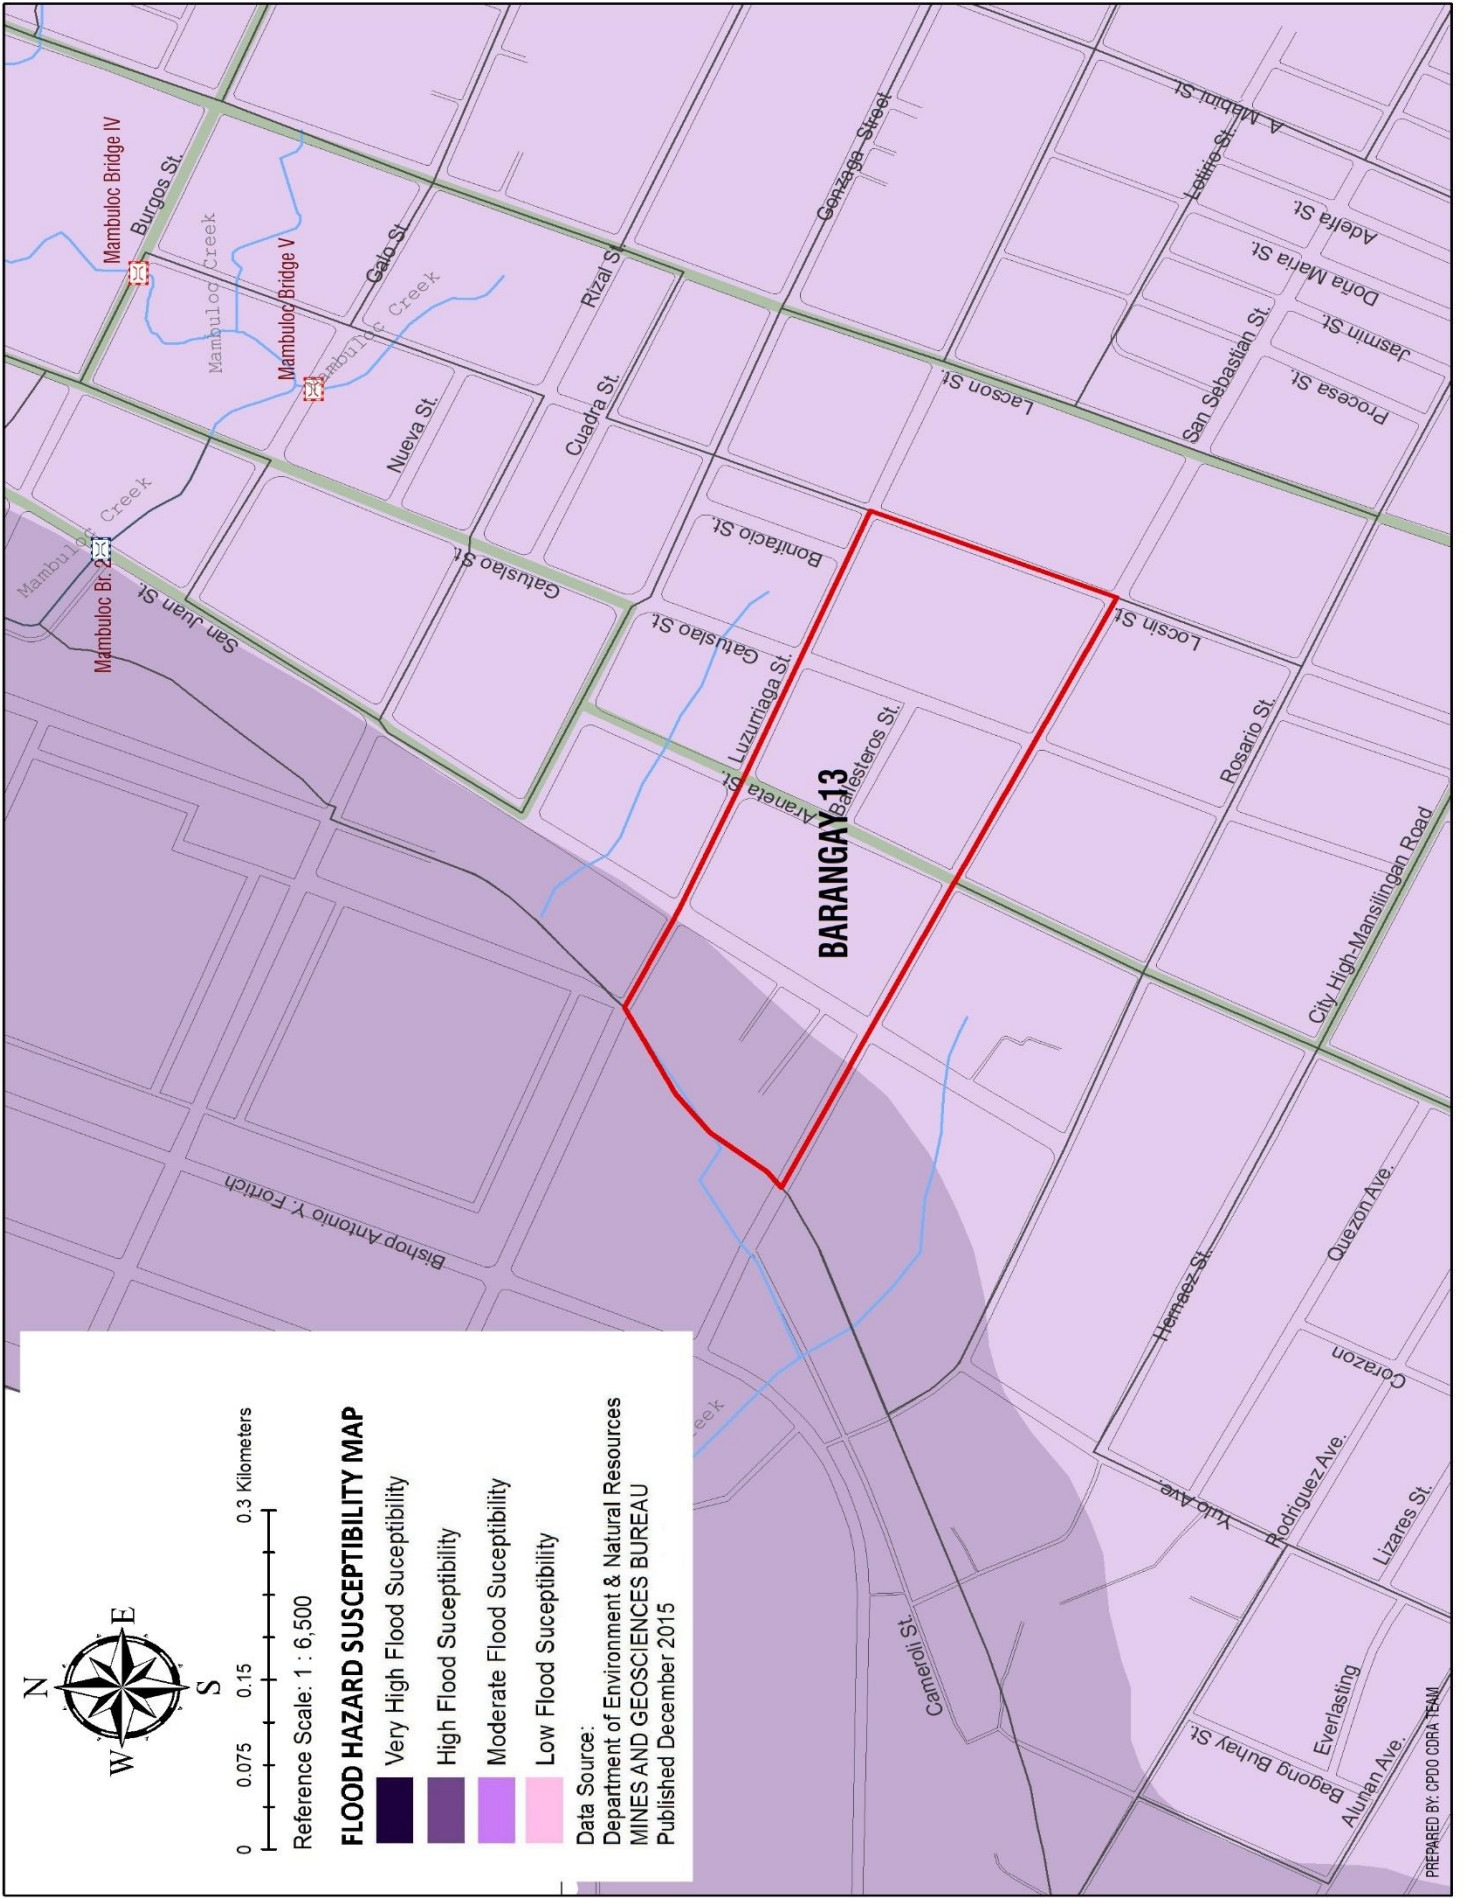 N
W
E
S
0
0.075
0.15
0.3 Kilometers
Reference Scale: 1 : 6,500
FLOOD HAZARD SUSCEPTIBILITY MAP
Very High Flood Suceptibility
High Flood Suceptibility
Moderate Flood Suceptibility
Low Flood Suceptibility
Data Source:
Department of Environment & Natural Resources
MINES AND GEOSCIENCES BUREAU
Published December 2015
Mambuloc Bridge IV
Burgos St.
Mambuloc Creek
Mambuloc Bridge V
Galo St.
Mambuloc Creek
Rizal St.
Gonzaga Street
A. Mabini St.
Lotirio St.
Adelfa St.
Doña Maria St.
Jasmin St.
San Sebastian St.
Procesa St.
Lacson St.
Nueva St.
Cuadra St.
Mambuloc Creek
Mambuloc Br. 2
San Juan St.
Gatuslao St.
Bonifacio St.
Gatuslao St.
Luzurriaga St.
Locsin St.
Araneta St.
Ballesteros St.
BARANGAY 13
Rosario St.
City High-Mansilingan Road
Bishop Antonio Y. Fortich
Hernaez St.
Quezon Ave.
Corazon
eek
Yulo Ave.
Rodriguez Ave.
Lizares St.
Cameroli St.
Everlasting
Bagong Buhay St.
Alunan Ave.
PREPARED BY: CPDO CDRA TEAM